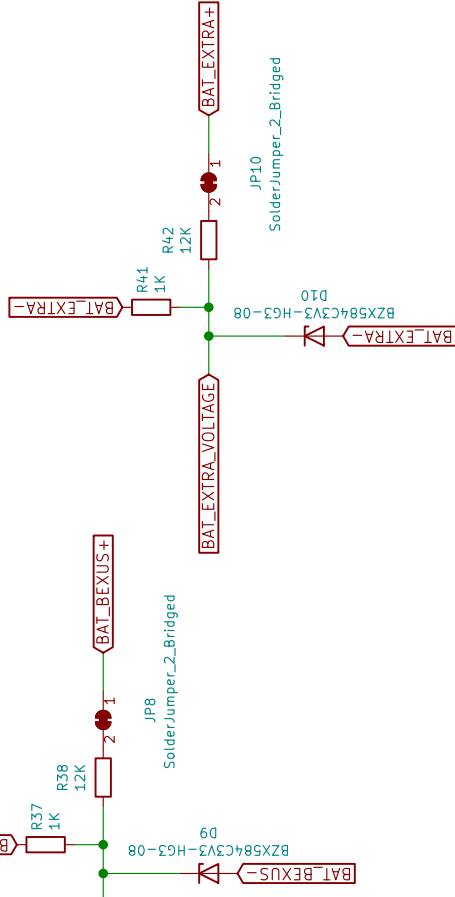 BAT_EXTRA+
1
JP10
SolderJumper_2_Bridged
2
R42
12K
R41
1K
BAT_EXTRA-
D10
BZX584C3V3-HG3-08
BAT_EXTRA-
BAT_EXTRA_VOLTAGE
BAT_BEXUS+
1
JP8
SolderJumper_2_Bridged
2
R38
12K
R37
1K
B
D9
BZX584C3V3-HG3-08
BAT_BEXUS-